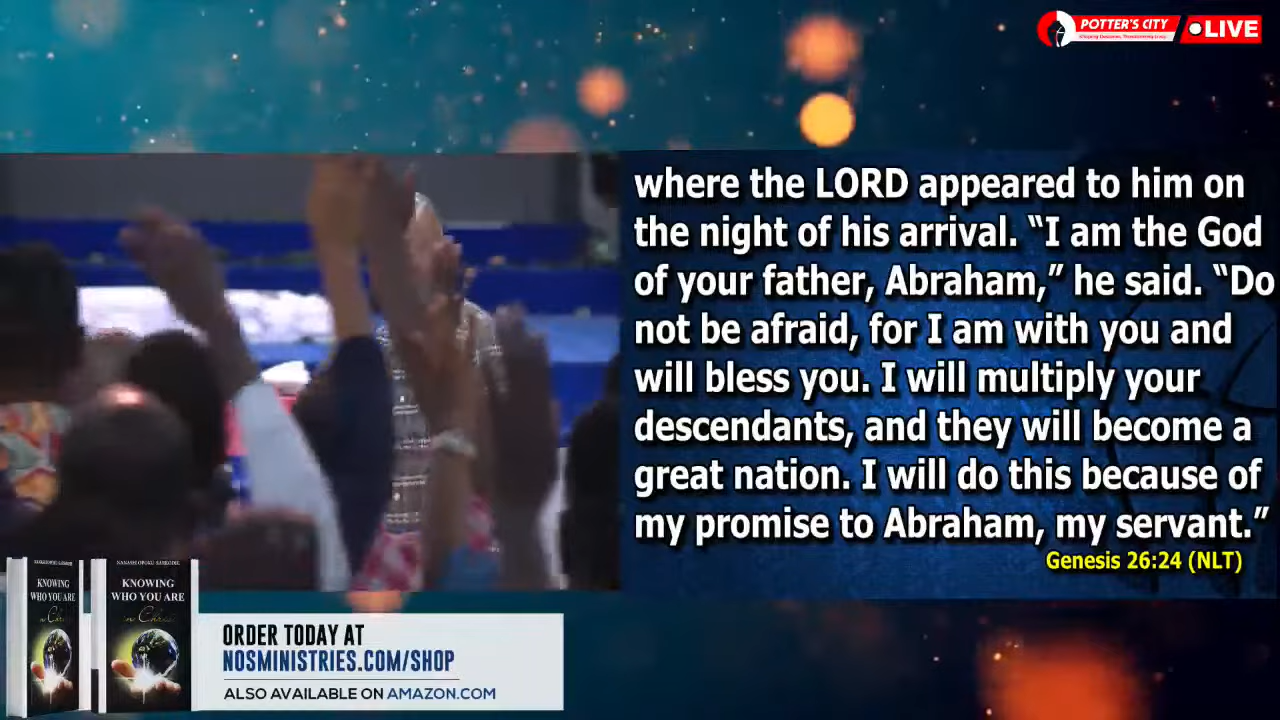 POTTER'S CITY
LIVE
where the LORD appeared to him on
the night of his arrival. “I am the God
of your father, Abraham,” he said. “Do
not be afraid, for I am with you and
will bless you. I will multiply your
descendants, and they will become a
great nation. I will do this because of
my promise to Abraham, my servant.”
Genesis 26:24 (NLT)
KNOWING
WHO YOU ARE
KNOWING
WHO YOU ARE
in Christ
ORDER TODAY AT
NOSMINISTRIES.COM/SHOP
ALSO AVAILABLE ON AMAZON.COM